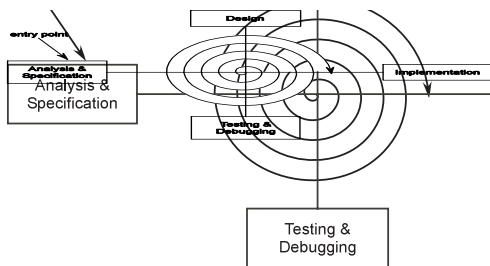 Design
entry point
Analysis &
Specification
Implementation
Analysis &
Specification
Testing &
Debugging
Testing &
Debugging